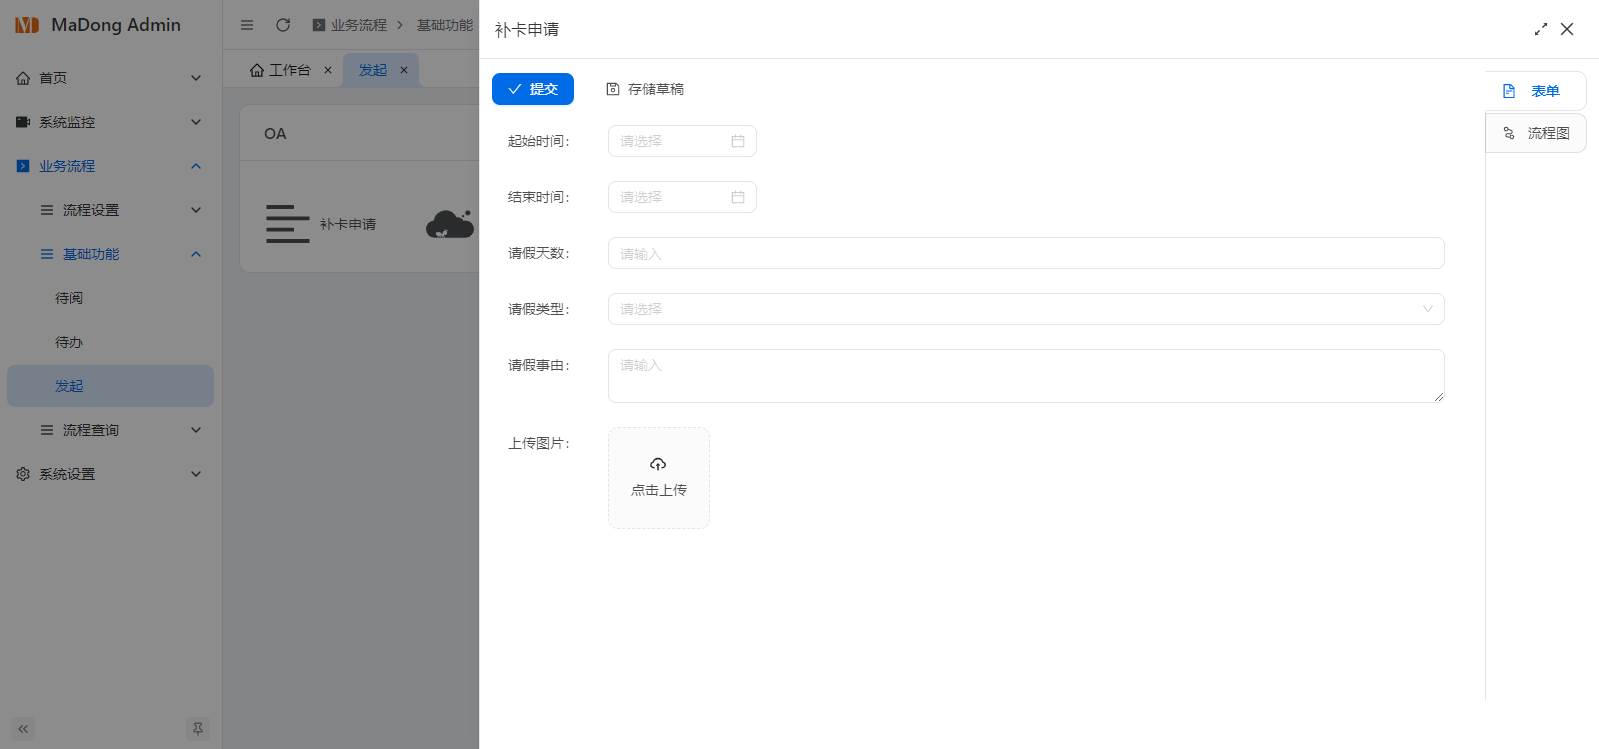 MaDong Admin
首页
系统监控
业务流程
流程设置
基础功能
待阅
待办
发起
流程查询
系统设置
业务流程 > 基础功能
工作台 ×
发起 ×
OA
补卡申请
补卡申请
提交
存储草稿
起始时间: 请选择
结束时间: 请选择
请假天数: 请输入
请假类型: 请选择
请假事由: 请输入
上传图片:
点击上传
表单
流程图